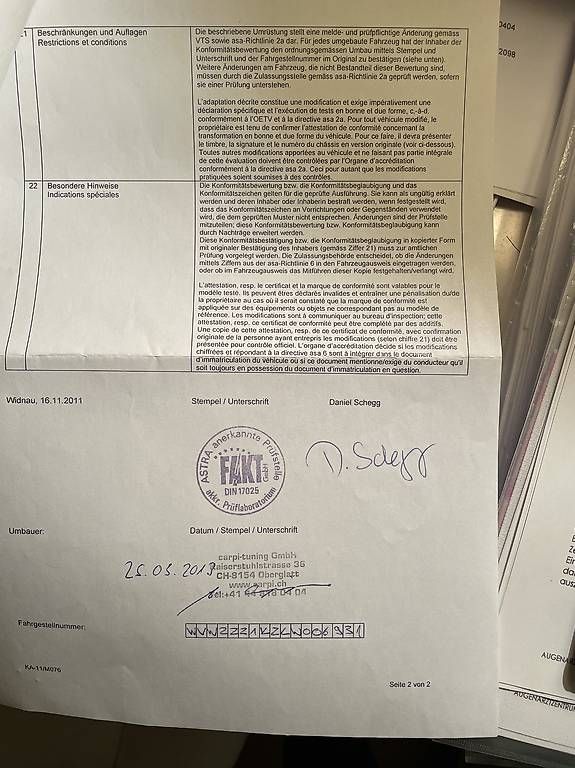 21 Beschränkungen und Auflagen
Restrictions et conditions
Die beschriebene Umrüstung stellt eine melde- und prüfpflichtige Änderung gemäss
VTS sowie asa-Richtlinie 2a dar. Für jedes umgebaute Fahrzeug hat der Inhaber der
Konformitätsbewertung den ordnungsgemässen Umbau mittels Stempel und
Unterschrift und der Fahrgestellnummer im Original zu bestätigen (siehe unten).
Weitere Änderungen am Fahrzeug, die nicht Bestandteil dieser Bewertung sind,
müssen durch die Zulassungsstelle gemäss asa-Richtlinie 2a geprüft werden, sofern
sie einer Prüfung unterstehen.
L'adaptation décrite constitue une modification et exige impérativement une
déclaration spécifique et l'exécution de tests en bonne et due forme, c.-à-d.
conformément à l'OETV et à la directive asa 2a. Pour tout véhicule modifié, le
propriétaire est tenu de confirmer l'attestation de conformité concernant la
transformation en bonne et due forme du véhicule. Pour ce faire, il devra présenter
le timbre, la signature et le numéro du châssis en version originale (voir ci-dessous).
Toutes autres modifications apportées au véhicule et ne faisant pas partie intégrale
de cette évaluation doivent être contrôlées par l'Organe d'accréditation
conformément à la directive asa 2a. Ceci pour autant que les modifications
pratiquées soient soumises à des contrôles.
22 Besondere Hinweise
Indications spéciales
Die Konformitätsbewertung bzw. die Konformitätsbeglaubigung und das
Konformitätszeichen gelten für die geprüfte Ausführung. Sie kann als ungültig erklärt
werden und deren Inhaber oder Inhaberin bestraft werden, wenn festgestellt wird,
dass das Konformitätszeichen an Vorrichtungen oder Gegenständen verwendet
wird, die dem geprüften Muster nicht entsprechen. Änderungen sind der Prüfstelle
mitzuteilen; diese Konformitätsbewertung bzw. Konformitätsbeglaubigung kann
durch Nachträge erweitert werden.
Diese Konformitätsbestätigung bzw. die Konformitätsbeglaubigung in kopierter Form
mit originaler Bestätigung des Inhabers (gemäss Ziffer 21) muss zur amtlichen
Prüfung vorgelegt werden. Die Zulassungsbehörde entscheidet, ob die Änderungen
mittels Ziffern aus der asa-Richtlinie 6 in den Fahrzeugausweis eingetragen werden,
oder ob im Fahrzeugausweis das Mitführen dieser Kopie festgehalten/verlangt wird.
L'attestation, resp. le certificat et la marque de conformité sont valables pour le
modèle testé. Ils peuvent être déclarés invalides et entraîner une pénalisation du/de
la propriétaire au cas où il serait constaté que la marque de conformité est
appliquée sur des équipements ou objets ne correspondant pas au modèle de
référence. Les modifications sont à communiquer au bureau d'inspection; cette
attestation, resp. ce certificat de conformité peut être complété par des additifs.
Une copie de cette attestation, resp. de ce certificat de conformité, avec confirmation
originale de la personne ayant entrepris les modifications (selon chiffre 21) doit être
présentée pour contrôle officiel. L'organe d'accréditation décide si les modifications
chiffrées et répondant à la directive asa 6 sont à intégrer dans le document
d'immatriculation du véhicule ou si ce document mentionne/exige du conducteur qu'il
soit toujours en possession du document d'immatriculation en question.
Widnau, 16.11.2011 Stempel / Unterschrift Daniel Schegg
ASTRA anerkannte Prüfstelle
FAKT GmbH
DIN 17025
akkr. Prüflaboratorium
D. Schegg
Umbauer: Datum / Stempel / Unterschrift
carpi-tuning GmbH
Kaiserstuhlstrasse 36
CH-8154 Oberglatt
www.carpi.ch
Tel:+41 44 818 04 04
Fahrgestellnummer: WVWZZZ1KZCW006931
KA-11/M076
Seite 2 von 2
0404
2098
AUGENA
AUGENARZTZENTRU